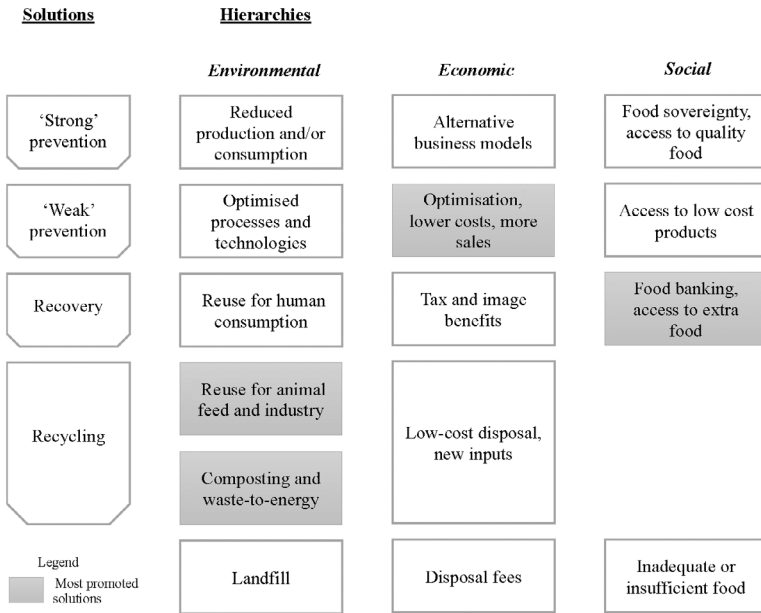 Solutions
Hierarchies
Environmental
Economic
Social
‘Strong’
prevention
Reduced
production and/or
consumption
Alternative
business models
Food sovereignty,
access to quality
food
‘Weak’
prevention
Optimised
processes and
technologies
Optimisation,
lower costs, more
sales
Access to low cost
products
Recovery
Reuse for human
consumption
Tax and image
benefits
Food banking,
access to extra
food
Recycling
Reuse for animal
feed and industry
Composting and
waste-to-energy
Low-cost disposal,
new inputs
Landfill
Disposal fees
Inadequate or
insufficient food
Legend
Most promoted
solutions